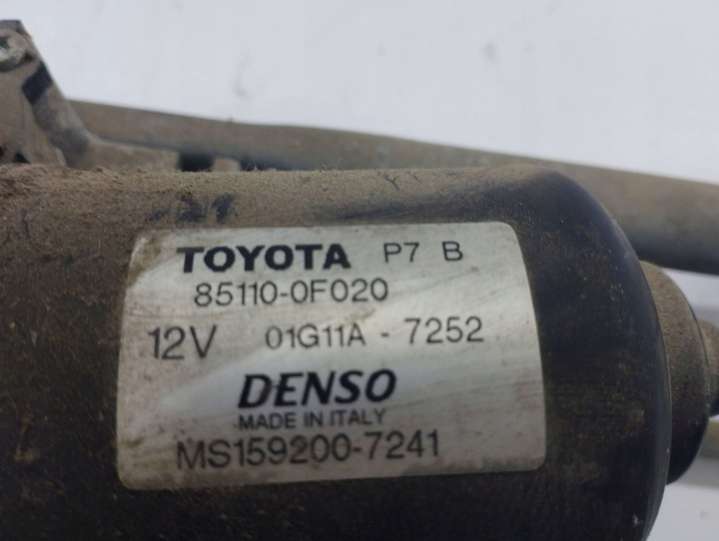 TOYOTA P7 B
85110-0F020
12V 01G11A - 7252
DENSO
MADE IN ITALY
MS159200-7241